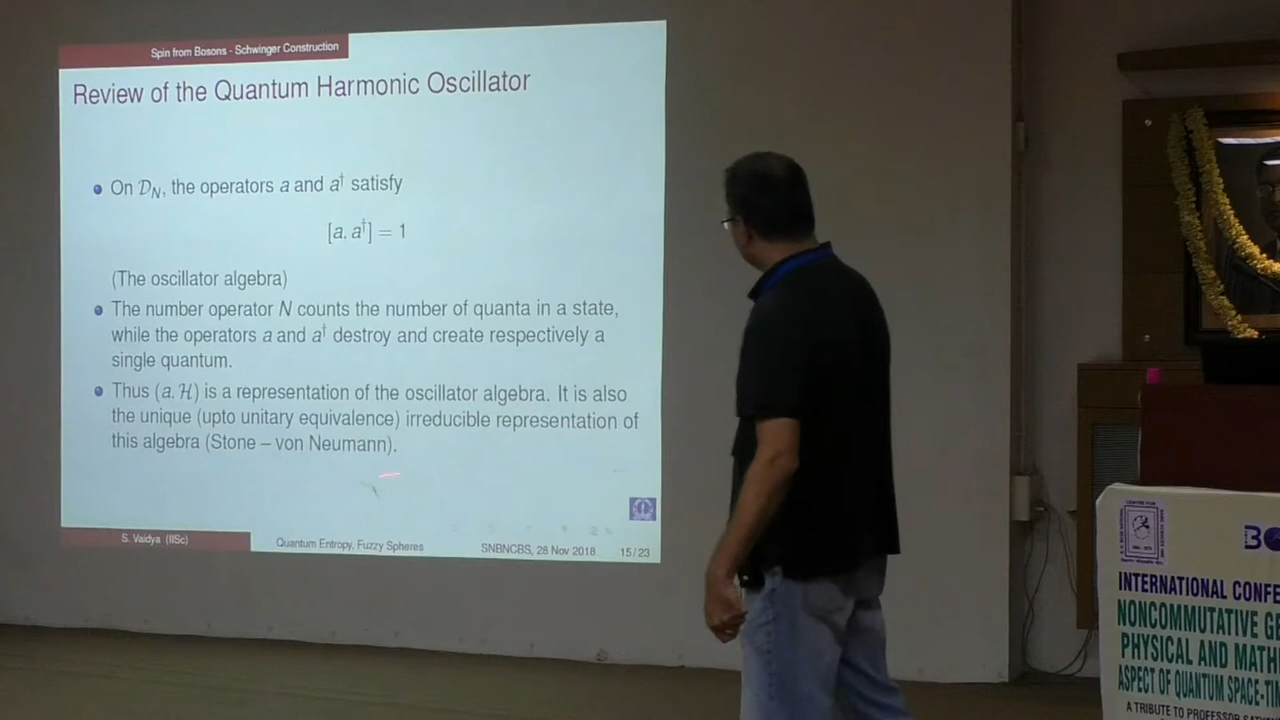 Spin from Bosons - Schwinger Construction
Review of the Quantum Harmonic Oscillator
On 𝒟_N, the operators a and a† satisfy
[a, a†] = 1
(The oscillator algebra)
The number operator N counts the number of quanta in a state,
while the operators a and a† destroy and create respectively a
single quantum.
Thus (a, ℋ) is a representation of the oscillator algebra. It is also
the unique (upto unitary equivalence) irreducible representation of
this algebra (Stone – von Neumann).
S. Vaidya (IISc)
Quantum Entropy, Fuzzy Spheres
SNBNCBS, 28 Nov 2018
15 / 23
INTERNATIONAL CONFE
NONCOMMUTATIVE GE
PHYSICAL AND MATH
ASPECT OF QUANTUM SPACE-TI
A TRIBUTE TO PROFESSOR